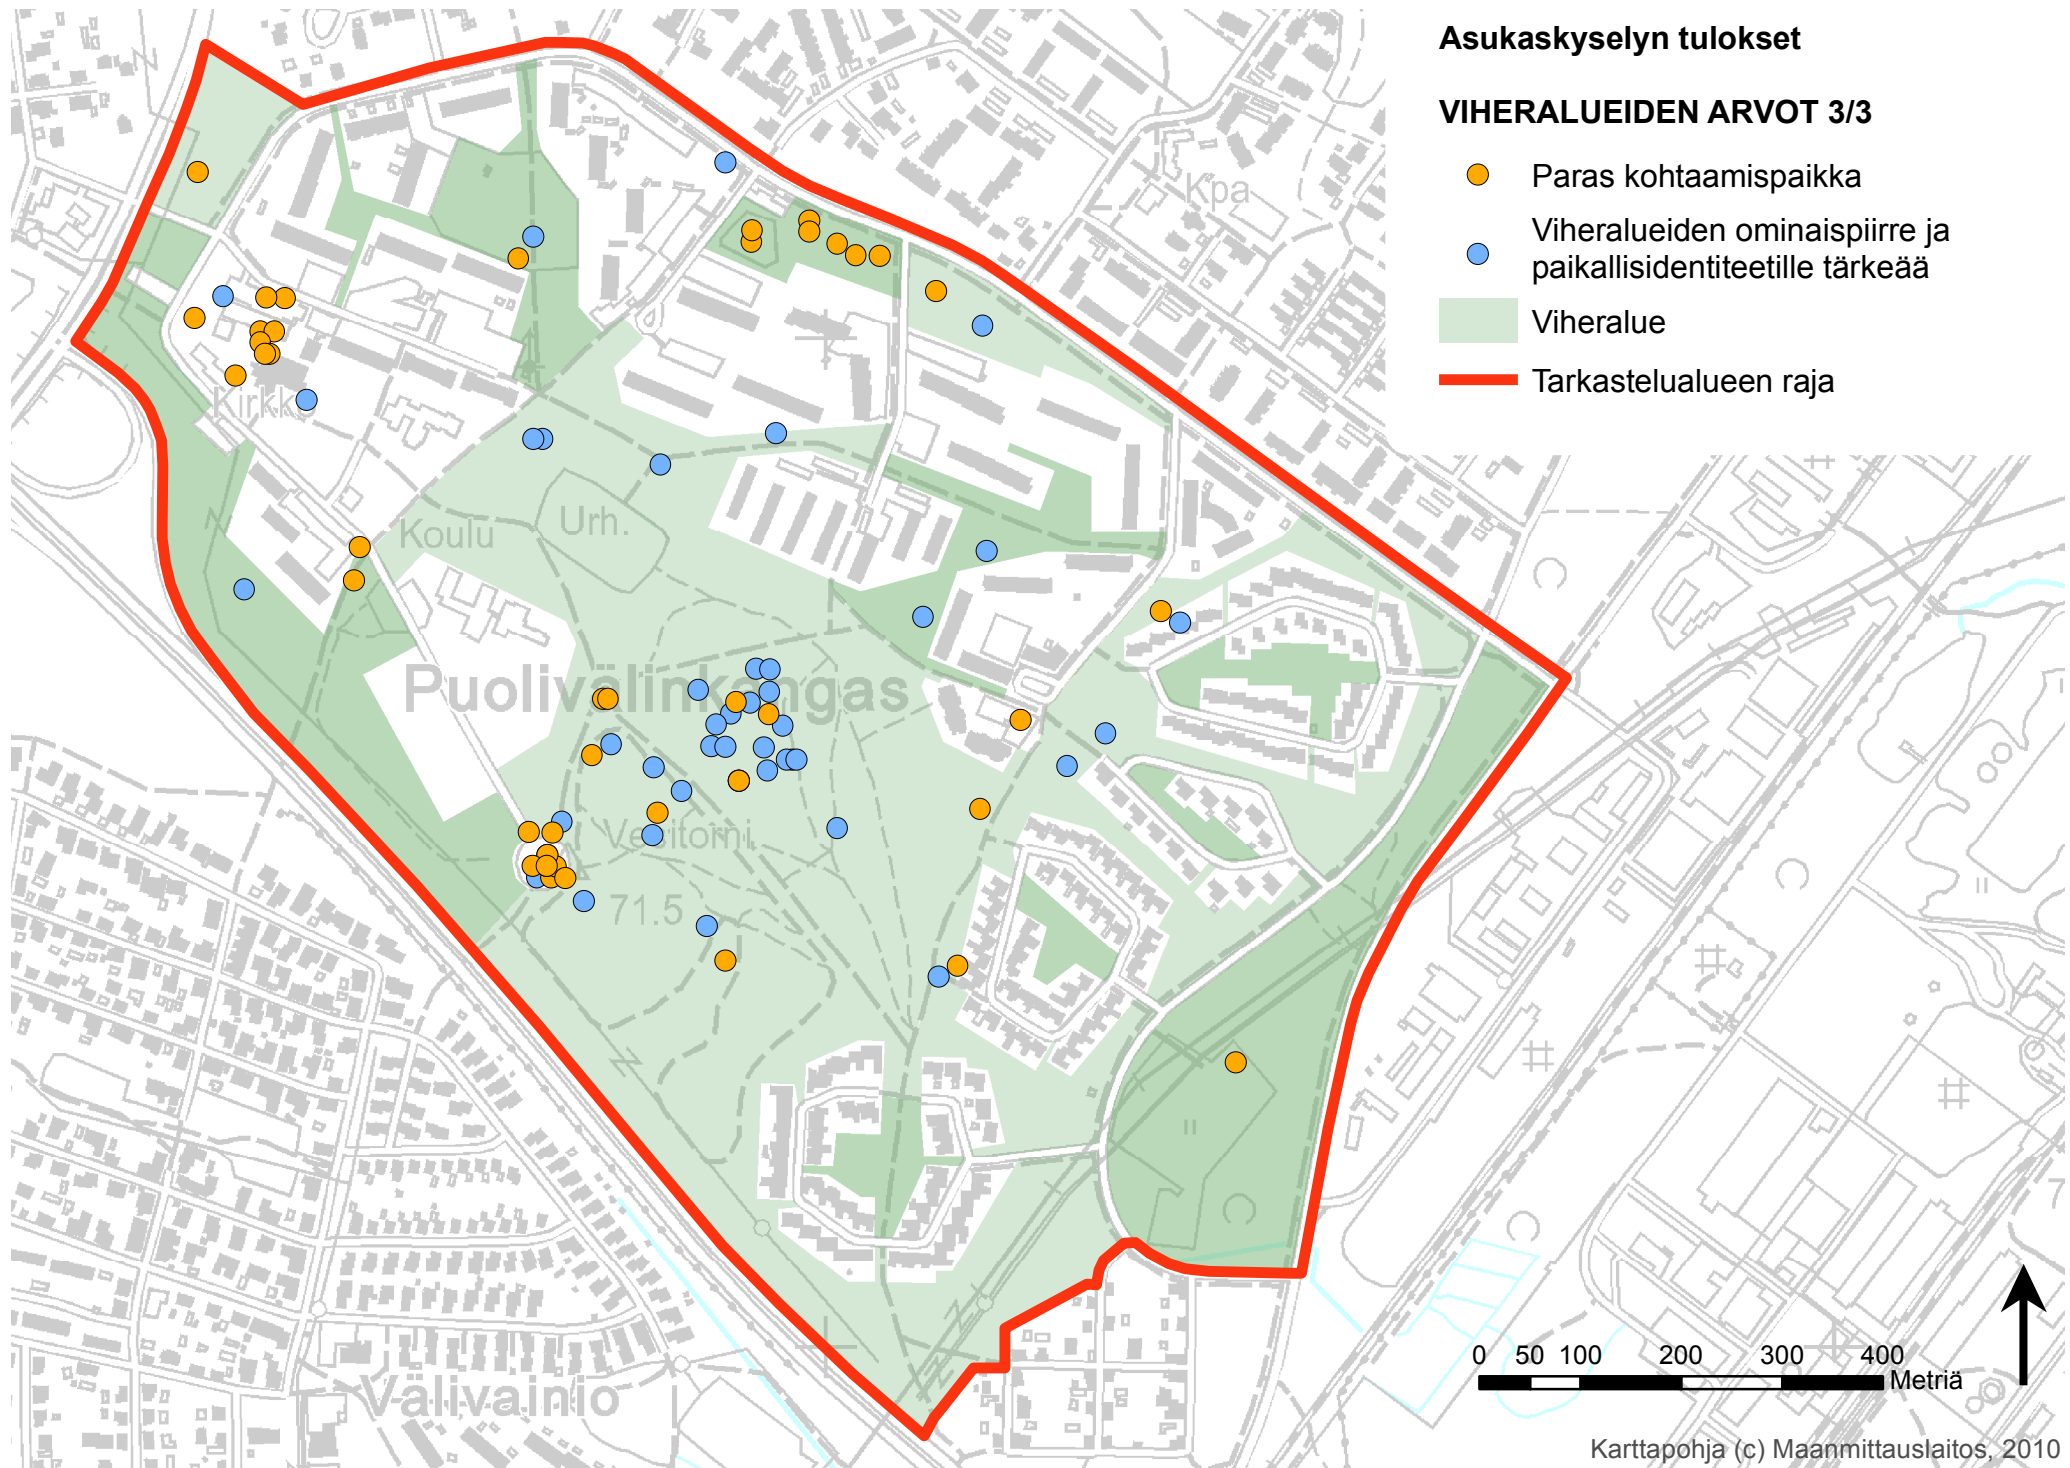 Asukaskyselyn tulokset
VIHERALUEIDEN ARVOT 3/3
Paras kohtaamispaikka
Viheralueiden ominaispiirre ja
paikallisidentiteetille tärkeää
Viheralue
Tarkastelualueen raja
Kpa
Kirkko
Koulu
Urh.
Puolivälinkangas
Vesitorni
71.5
Välivainio
0 50 100 200 300 400
Metriä
Karttapohja (c) Maanmittauslaitos, 2010